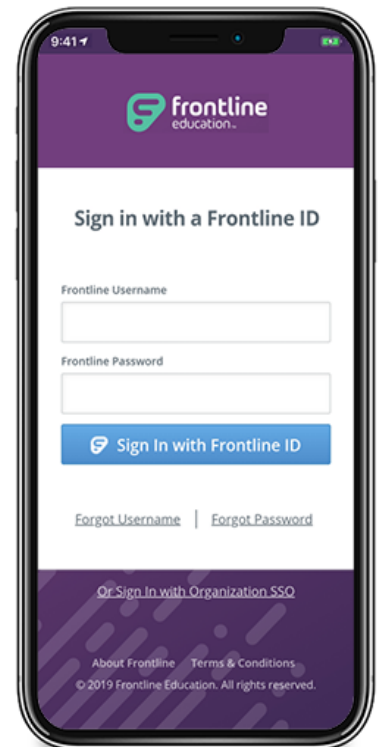 9:41
frontline
education™
Sign in with a Frontline ID
Frontline Username
Frontline Password
Sign In with Frontline ID
Forgot Username | Forgot Password
Or Sign In with Organization SSO
About Frontline Terms & Conditions
© 2019 Frontline Education. All rights reserved.